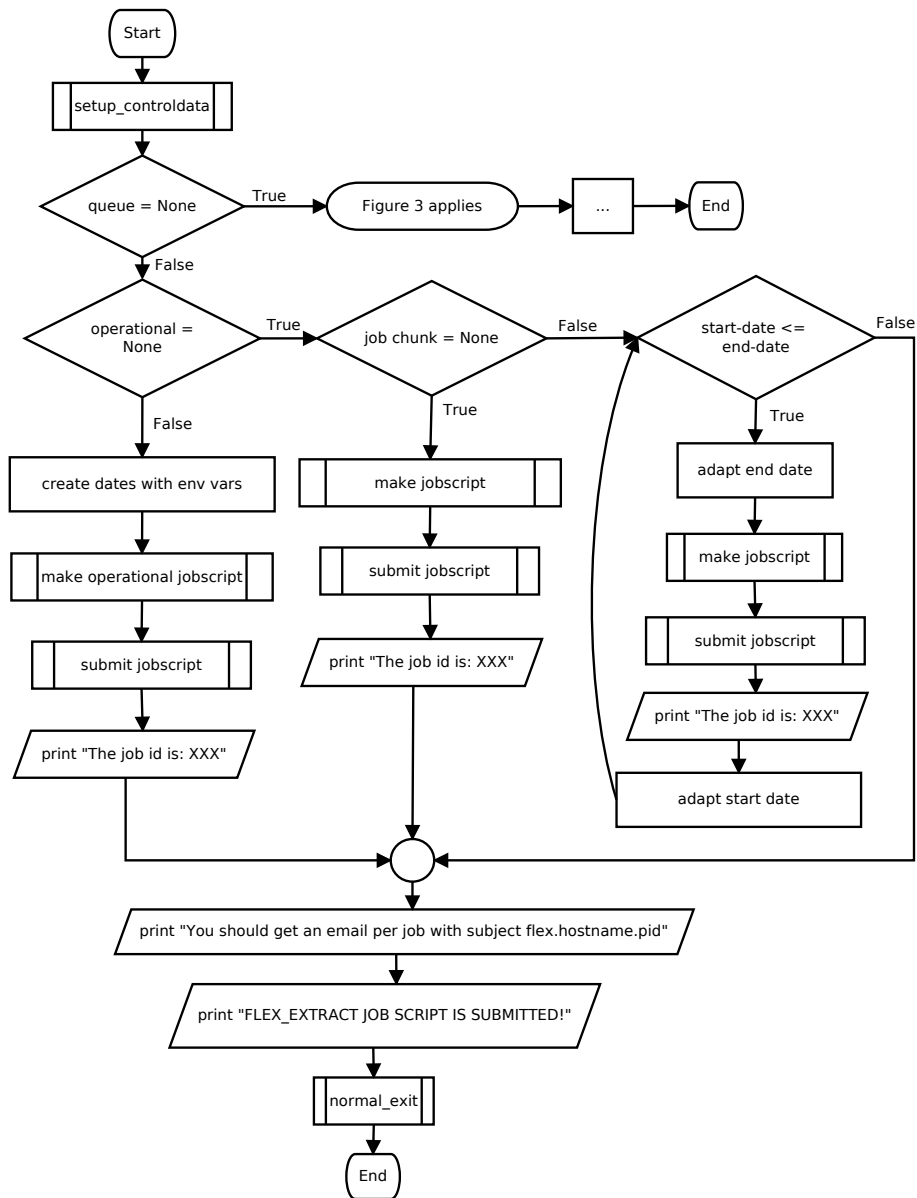 Start
setup_controldata
queue = None
True
Figure 3 applies
...
End
False
operational =
None
True
job chunk = None
False
start-date <=
end-date
False
False
True
True
create dates with env vars
make jobscript
adapt end date
make operational jobscript
submit jobscript
make jobscript
submit jobscript
print "The job id is: XXX"
submit jobscript
print "The job id is: XXX"
print "The job id is: XXX"
adapt start date
print "You should get an email per job with subject flex.hostname.pid"
print "FLEX_EXTRACT JOB SCRIPT IS SUBMITTED!"
normal_exit
End